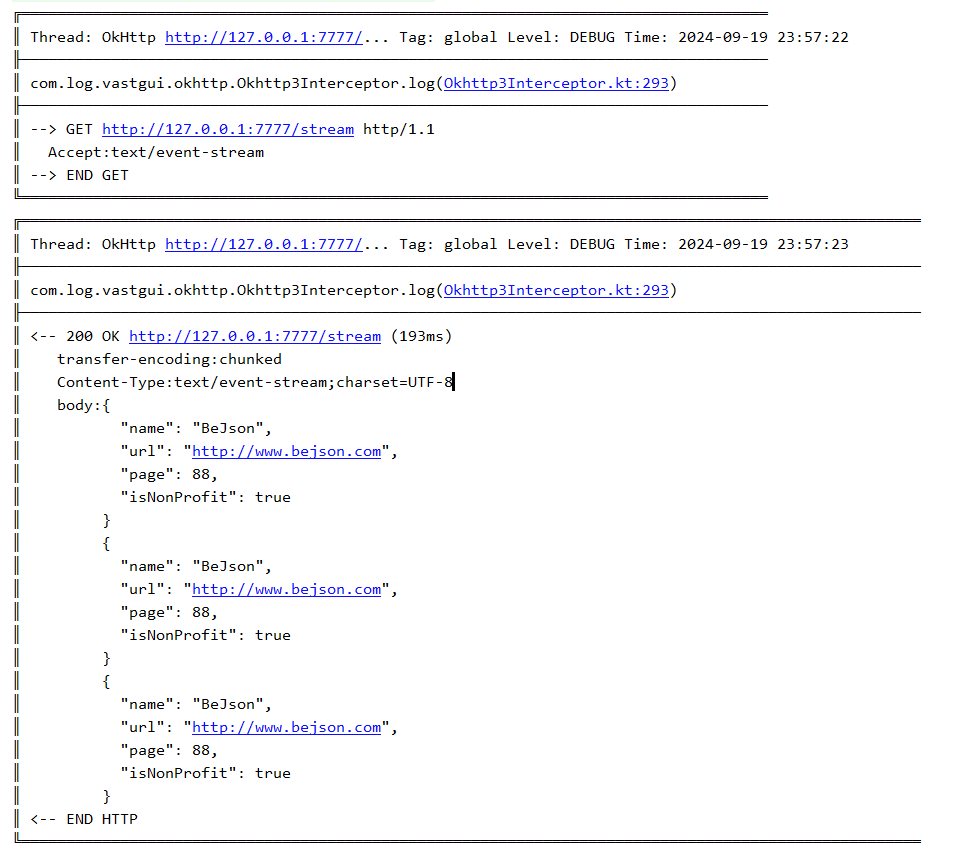 Thread: OkHttp http://127.0.0.1:7777/... Tag: global Level: DEBUG Time: 2024-09-19 23:57:22
com.log.vastgui.okhttp.Okhttp3Interceptor.log(Okhttp3Interceptor.kt:293)
--> GET http://127.0.0.1:7777/stream http/1.1
Accept:text/event-stream
--> END GET
Thread: OkHttp http://127.0.0.1:7777/... Tag: global Level: DEBUG Time: 2024-09-19 23:57:23
com.log.vastgui.okhttp.Okhttp3Interceptor.log(Okhttp3Interceptor.kt:293)
<-- 200 OK http://127.0.0.1:7777/stream (193ms)
transfer-encoding:chunked
Content-Type:text/event-stream;charset=UTF-8
body:{
"name": "BeJson",
"url": "http://www.bejson.com",
"page": 88,
"isNonProfit": true
}
{
"name": "BeJson",
"url": "http://www.bejson.com",
"page": 88,
"isNonProfit": true
}
{
"name": "BeJson",
"url": "http://www.bejson.com",
"page": 88,
"isNonProfit": true
}
<-- END HTTP